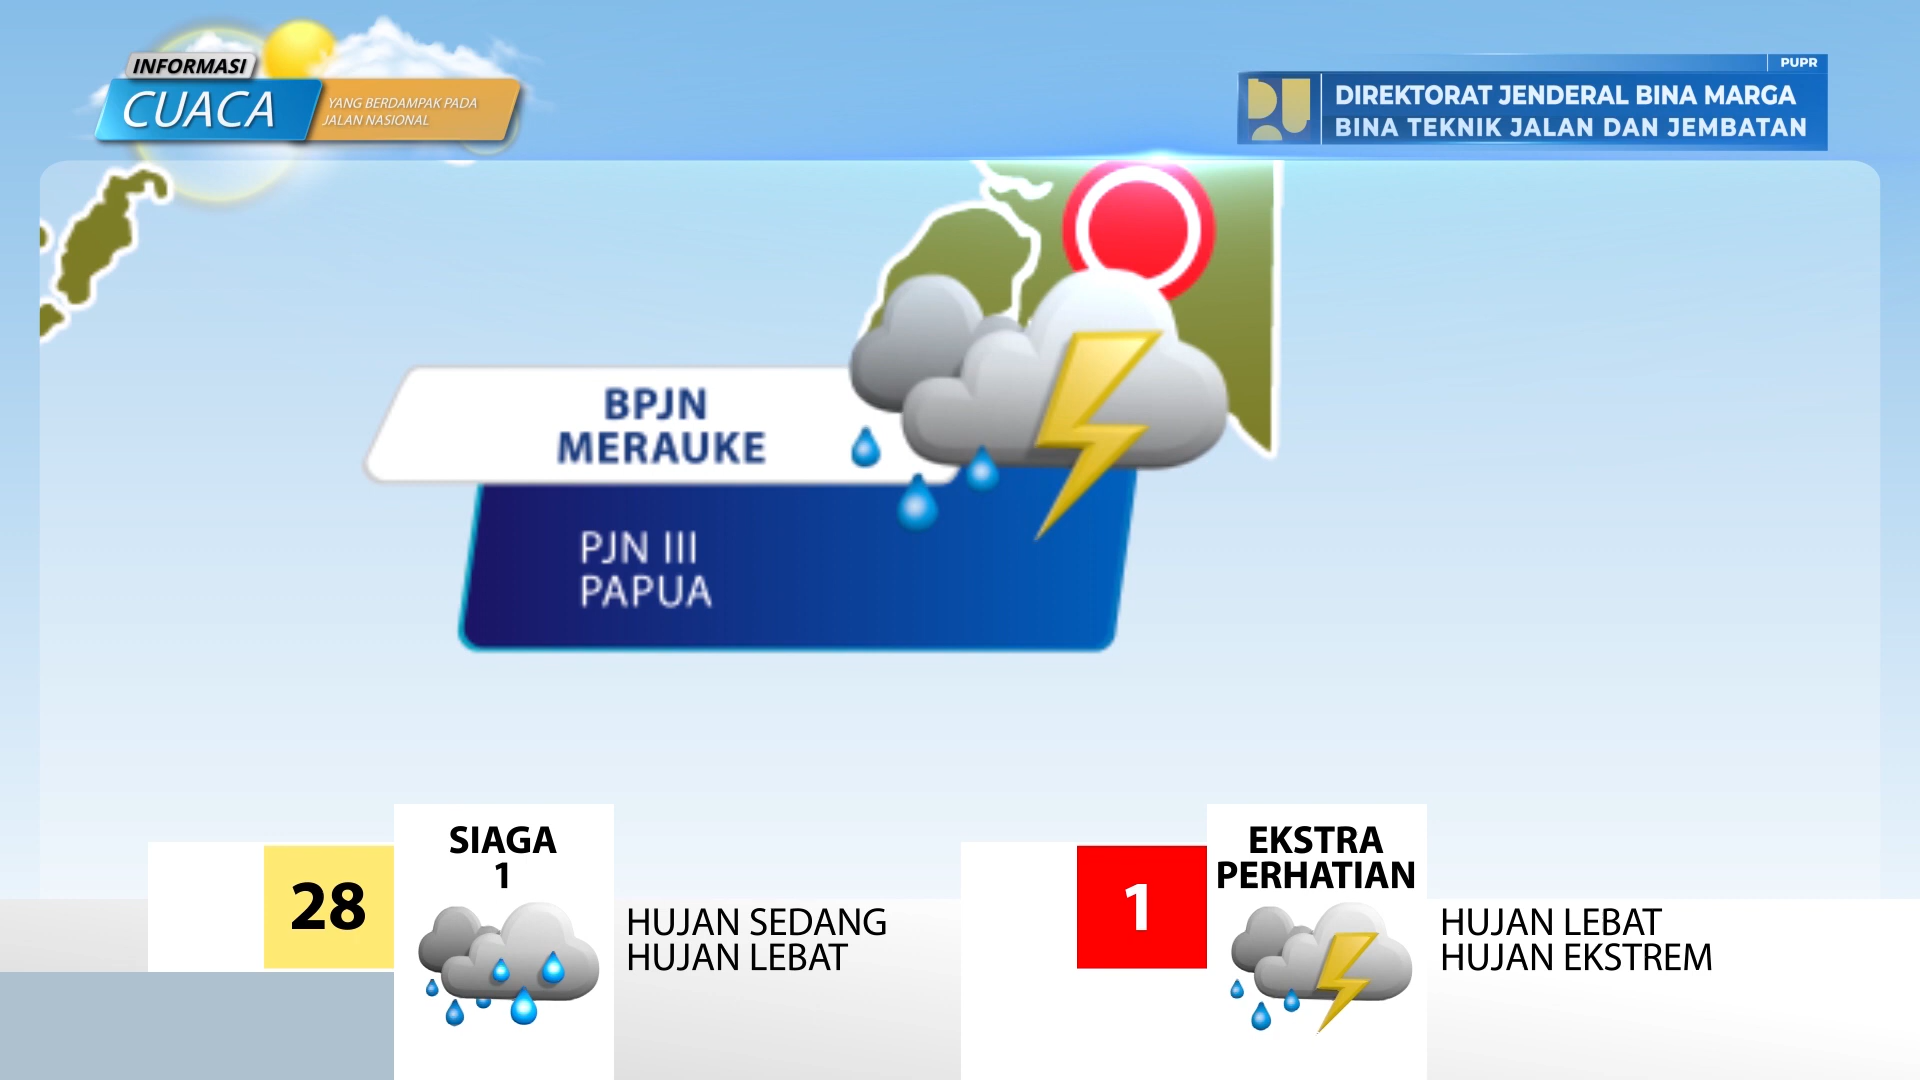 INFORMASI
CUACA
YANG BERDAMPAK PADA
JALAN NASIONAL
PUPR
DIREKTORAT JENDERAL BINA MARGA
BINA TEKNIK JALAN DAN JEMBATAN
BPJN
MERAUKE
PJN III
PAPUA
28
SIAGA
1
HUJAN SEDANG
HUJAN LEBAT
1
EKSTRA
PERHATIAN
HUJAN LEBAT
HUJAN EKSTREM